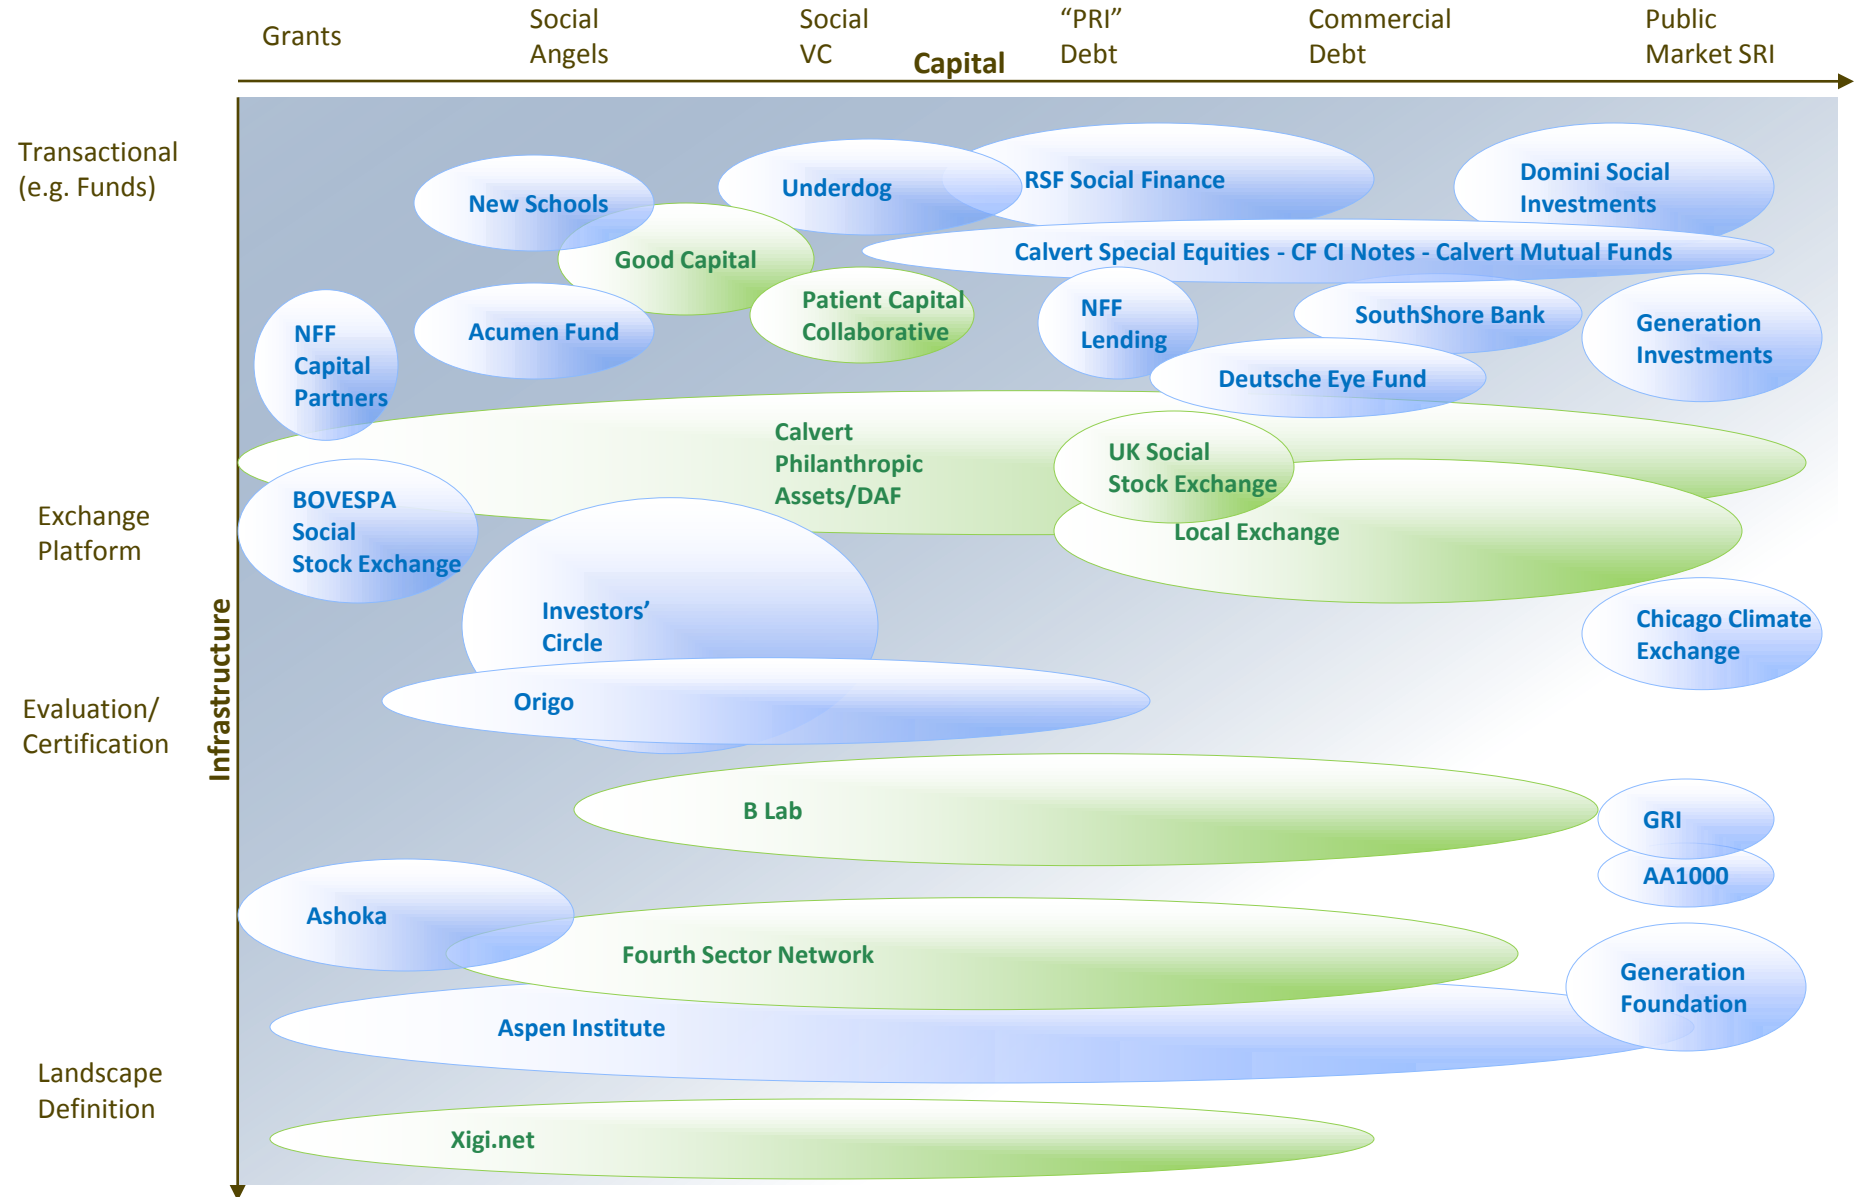 Grants
Social
Angels
Social
VC
Capital
“PRI”
Debt
Commercial
Debt
Public
Market SRI
Transactional
(e.g. Funds)
New Schools
Underdog
RSF Social Finance
Domini Social
Investments
Good Capital
Calvert Special Equities - CF CI Notes - Calvert Mutual Funds
NFF
Capital
Partners
Acumen Fund
Patient Capital
Collaborative
NFF
Lending
SouthShore Bank
Generation
Investments
Deutsche Eye Fund
Calvert
Philanthropic
Assets/DAF
UK Social
Stock Exchange
Exchange
Platform
BOVESPA
Social
Stock Exchange
Local Exchange
Infrastructure
Investors’
Circle
Chicago Climate
Exchange
Evaluation/
Certification
Origo
B Lab
GRI
AA1000
Ashoka
Fourth Sector Network
Generation
Foundation
Aspen Institute
Landscape
Definition
Xigi.net